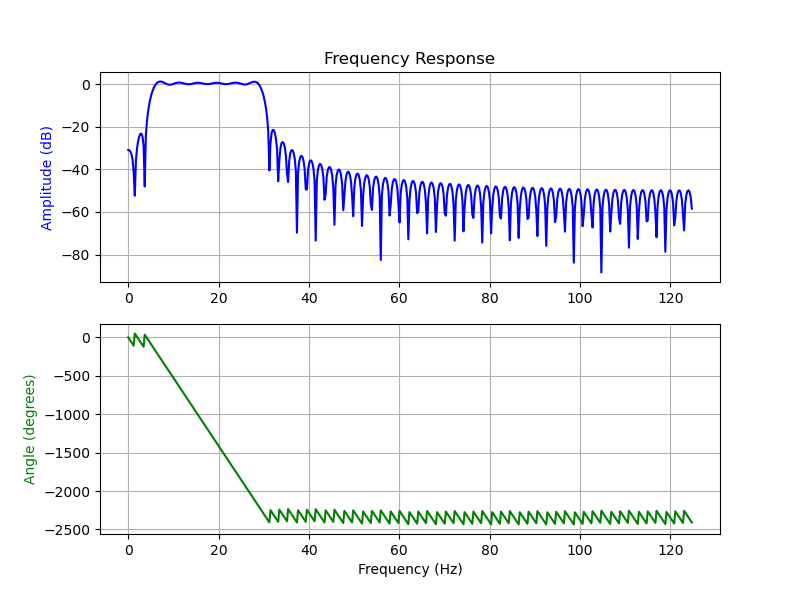 Frequency Response
Amplitude (dB)
0
−20
−40
−60
−80
0 20 40 60 80 100 120
Angle (degrees)
0
−500
−1000
−1500
−2000
−2500
0 20 40 60 80 100 120
Frequency (Hz)